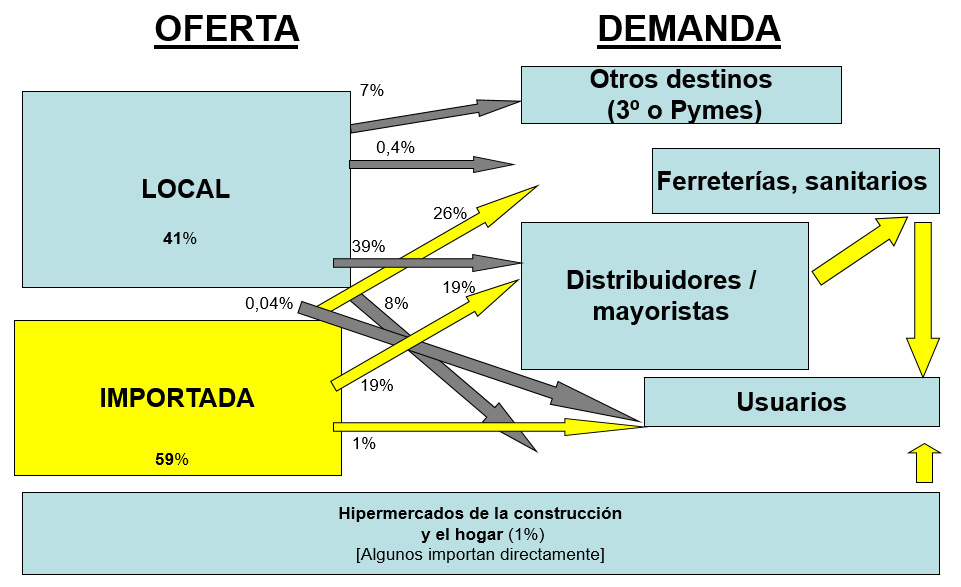 OFERTA
DEMANDA
Otros destinos
(3º o Pymes)
7%
0,4%
LOCAL
41%
Ferreterías, sanitarios
26%
39%
Distribuidores /
mayoristas
19%
0,04%
8%
IMPORTADA
59%
19%
Usuarios
1%
Hipermercados de la construcción
y el hogar (1%)
[Algunos importan directamente]